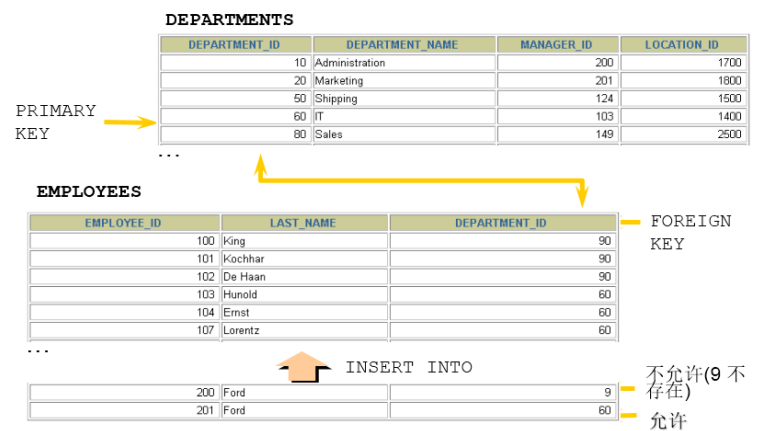 DEPARTMENTS
DEPARTMENT_ID DEPARTMENT_NAME MANAGER_ID LOCATION_ID
10 Administration 200 1700
20 Marketing 201 1800
50 Shipping 124 1500
60 IT 103 1400
80 Sales 149 2500
...
PRIMARY
KEY
EMPLOYEES
EMPLOYEE_ID LAST_NAME DEPARTMENT_ID
100 King 90
101 Kochhar 90
102 De Haan 90
103 Hunold 60
104 Ernst 60
107 Lorentz 60
...
FOREIGN
KEY
INSERT INTO
200 Ford 9
201 Ford 60
不允许(9 不
存在)
允许